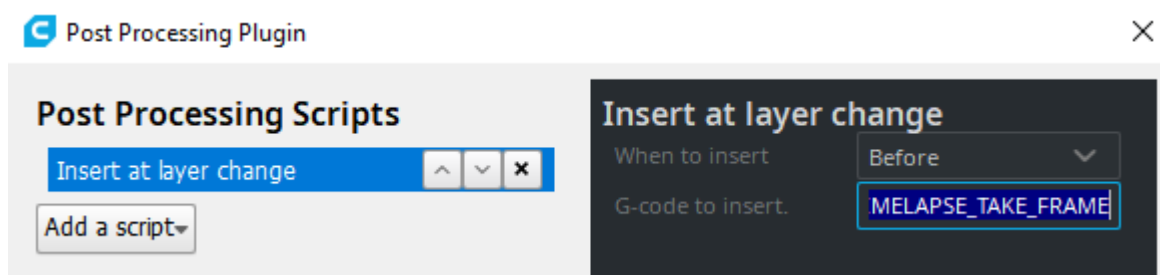 Post Processing Plugin
Post Processing Scripts
Insert at layer change
Add a script
Insert at layer change
When to insert
Before
G-code to insert.
MELAPSE_TAKE_FRAME